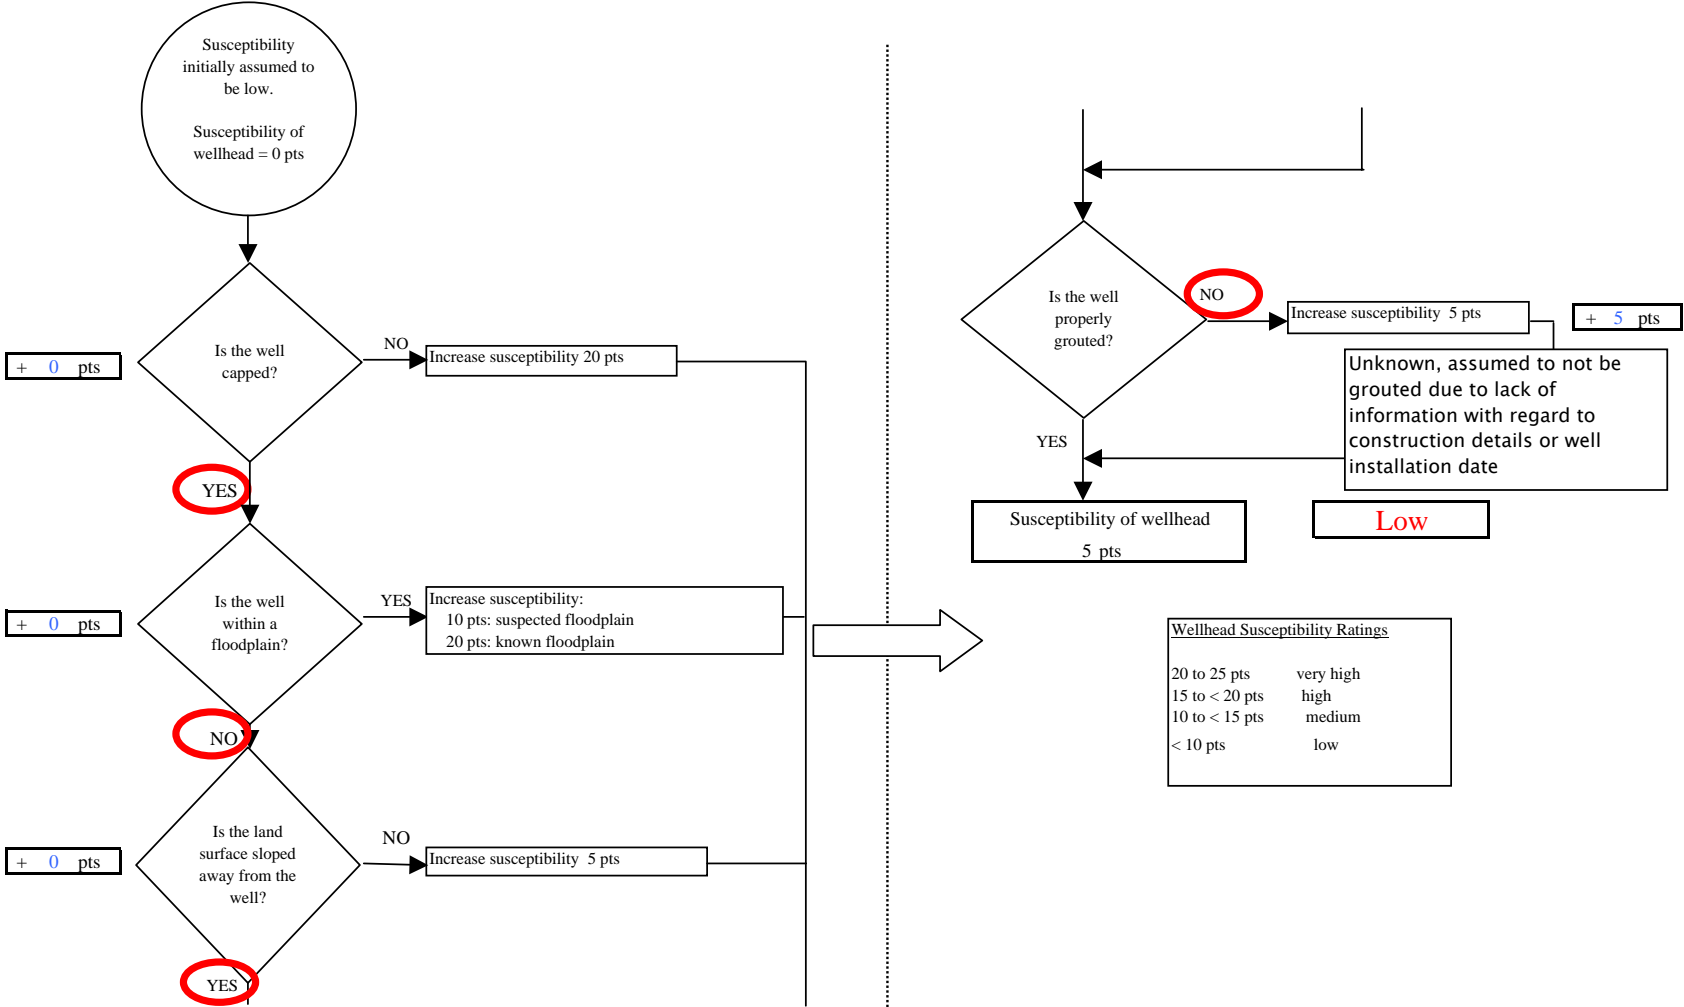 Susceptibility
initially assumed to
be low.
Susceptibility of
wellhead = 0 pts
Is the well
capped?
NO
Increase susceptibility 20 pts
+ 0 pts
YES
Is the well
within a
floodplain?
YES
Increase susceptibility:
10 pts: suspected floodplain
20 pts: known floodplain
+ 0 pts
NO
Is the land
surface sloped
away from the
well?
NO
Increase susceptibility 5 pts
+ 0 pts
YES
Is the well
properly
grouted?
NO
Increase susceptibility 5 pts
+ 5 pts
Unknown, assumed to not be
grouted due to lack of
information with regard to
construction details or well
installation date
YES
Susceptibility of wellhead
5 pts
Low
Wellhead Susceptibility Ratings
20 to 25 pts very high
15 to < 20 pts high
10 to < 15 pts medium
< 10 pts low